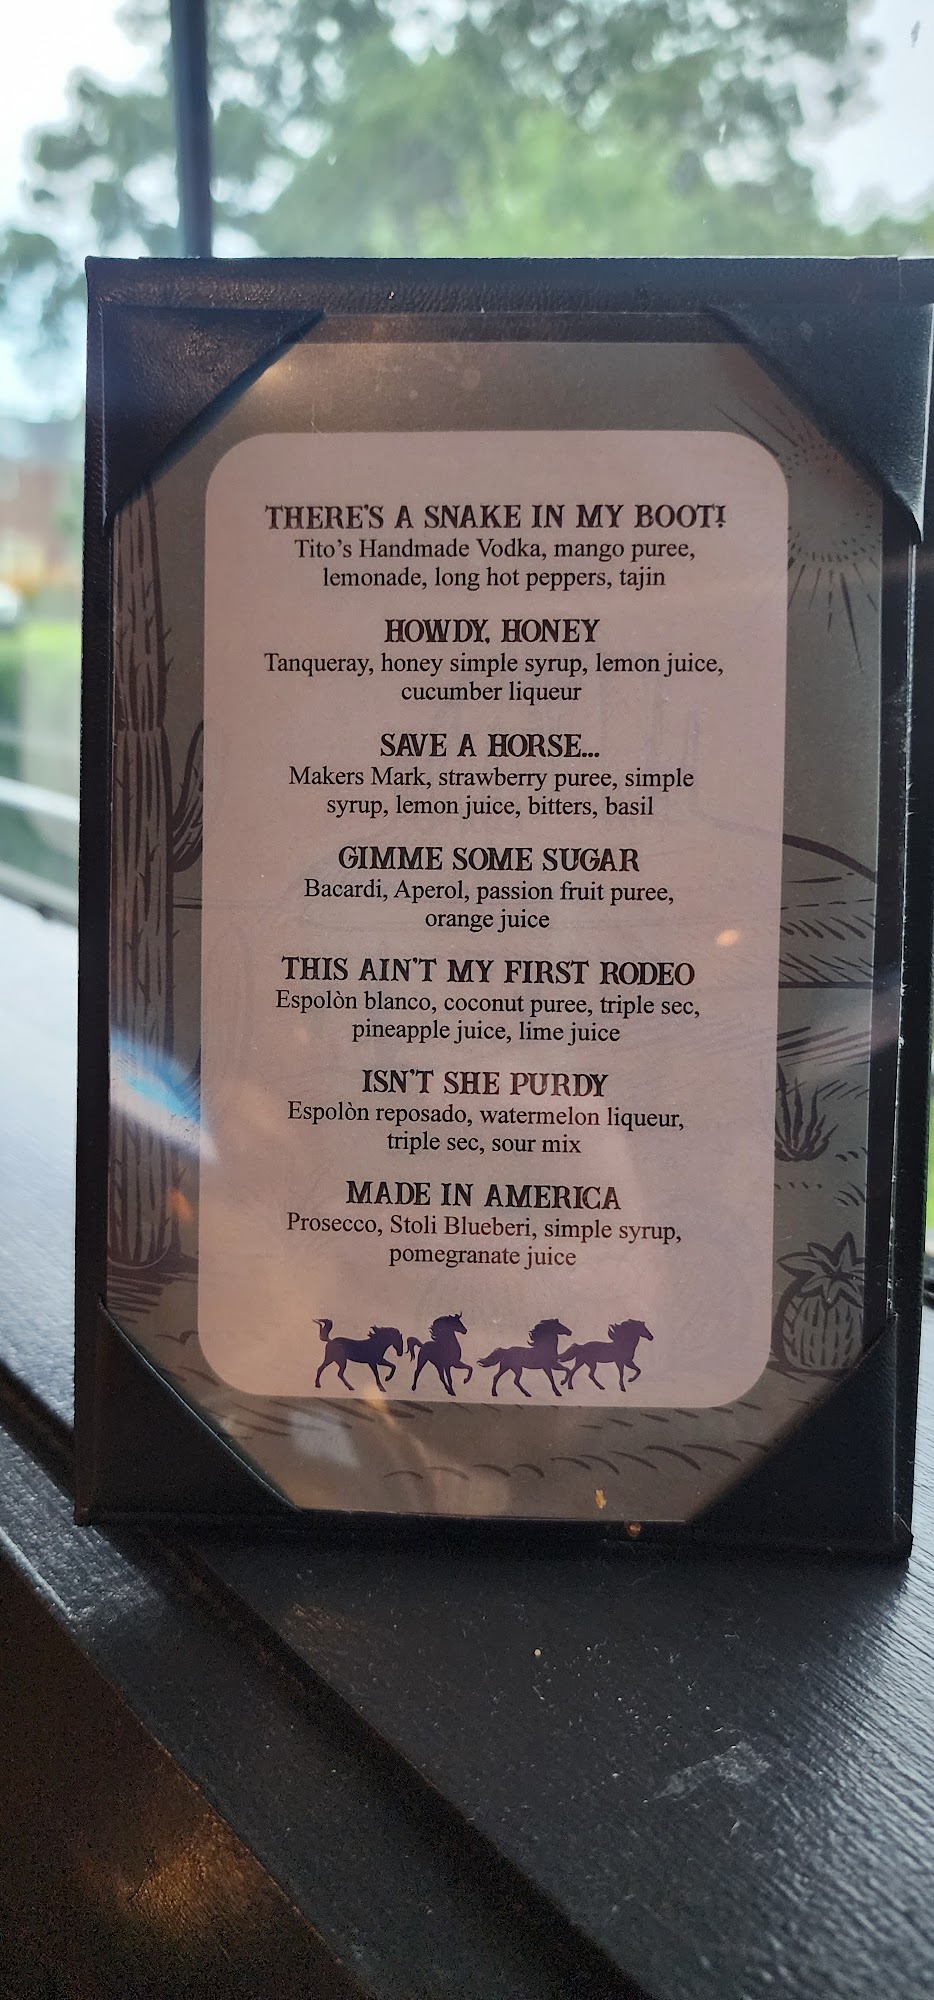 THERE'S A SNAKE IN MY BOOT!
Tito's Handmade Vodka, mango puree,
lemonade, long hot peppers, tajin
HOWDY, HONEY
Tanqueray, honey simple syrup, lemon juice,
cucumber liqueur
SAVE A HORSE...
Makers Mark, strawberry puree, simple
syrup, lemon juice, bitters, basil
GIMME SOME SUGAR
Bacardi, Aperol, passion fruit puree,
orange juice
THIS AIN'T MY FIRST RODEO
Espolòn blanco, coconut puree, triple sec,
pineapple juice, lime juice
ISN'T SHE PURDY
Espolòn reposado, watermelon liqueur,
triple sec, sour mix
MADE IN AMERICA
Prosecco, Stoli Blueberi, simple syrup,
pomegranate juice